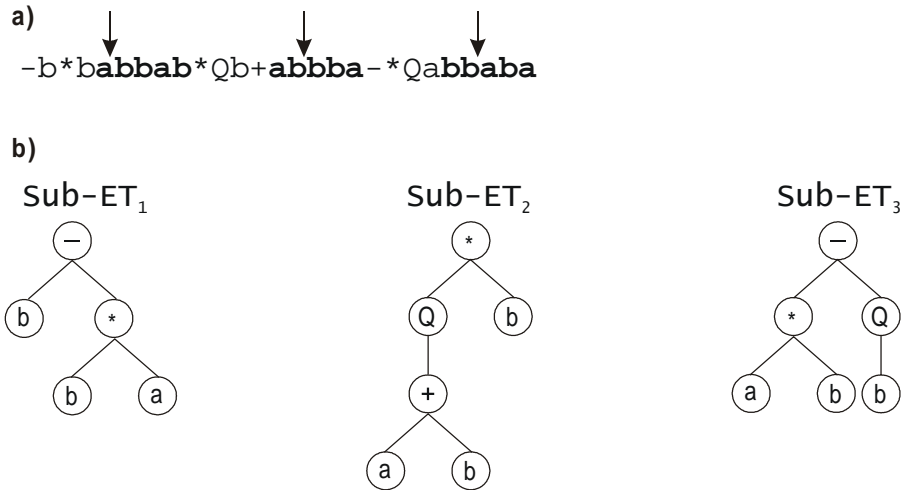 a)
-b*babbab*Qb+abbba-*Qabbaba
b)
Sub-ET1 Sub-ET2 Sub-ET3
- * -
b * Q b * Q
b a + a b b
a b